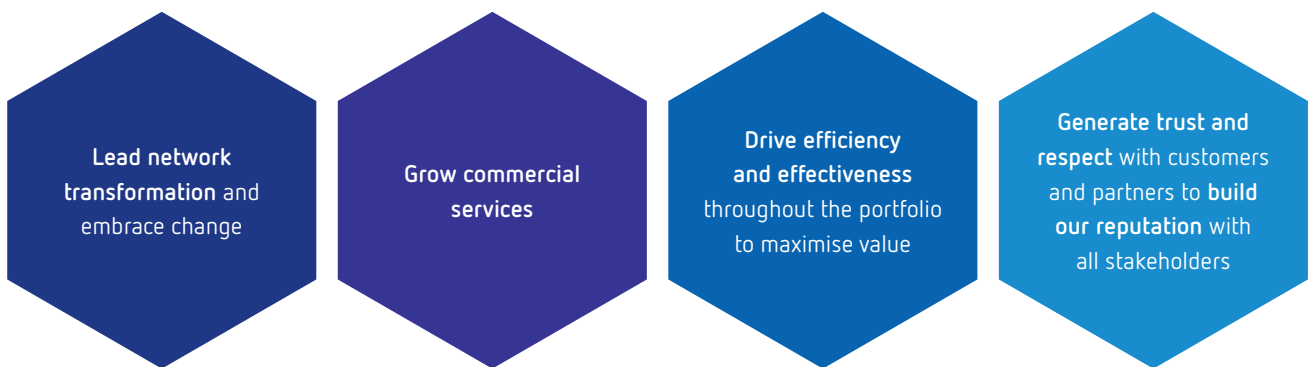 Lead network
transformation and
embrace change
Grow commercial
services
Drive efficiency
and effectiveness
throughout the portfolio
to maximise value
Generate trust and
respect with customers
and partners to build
our reputation with
all stakeholders